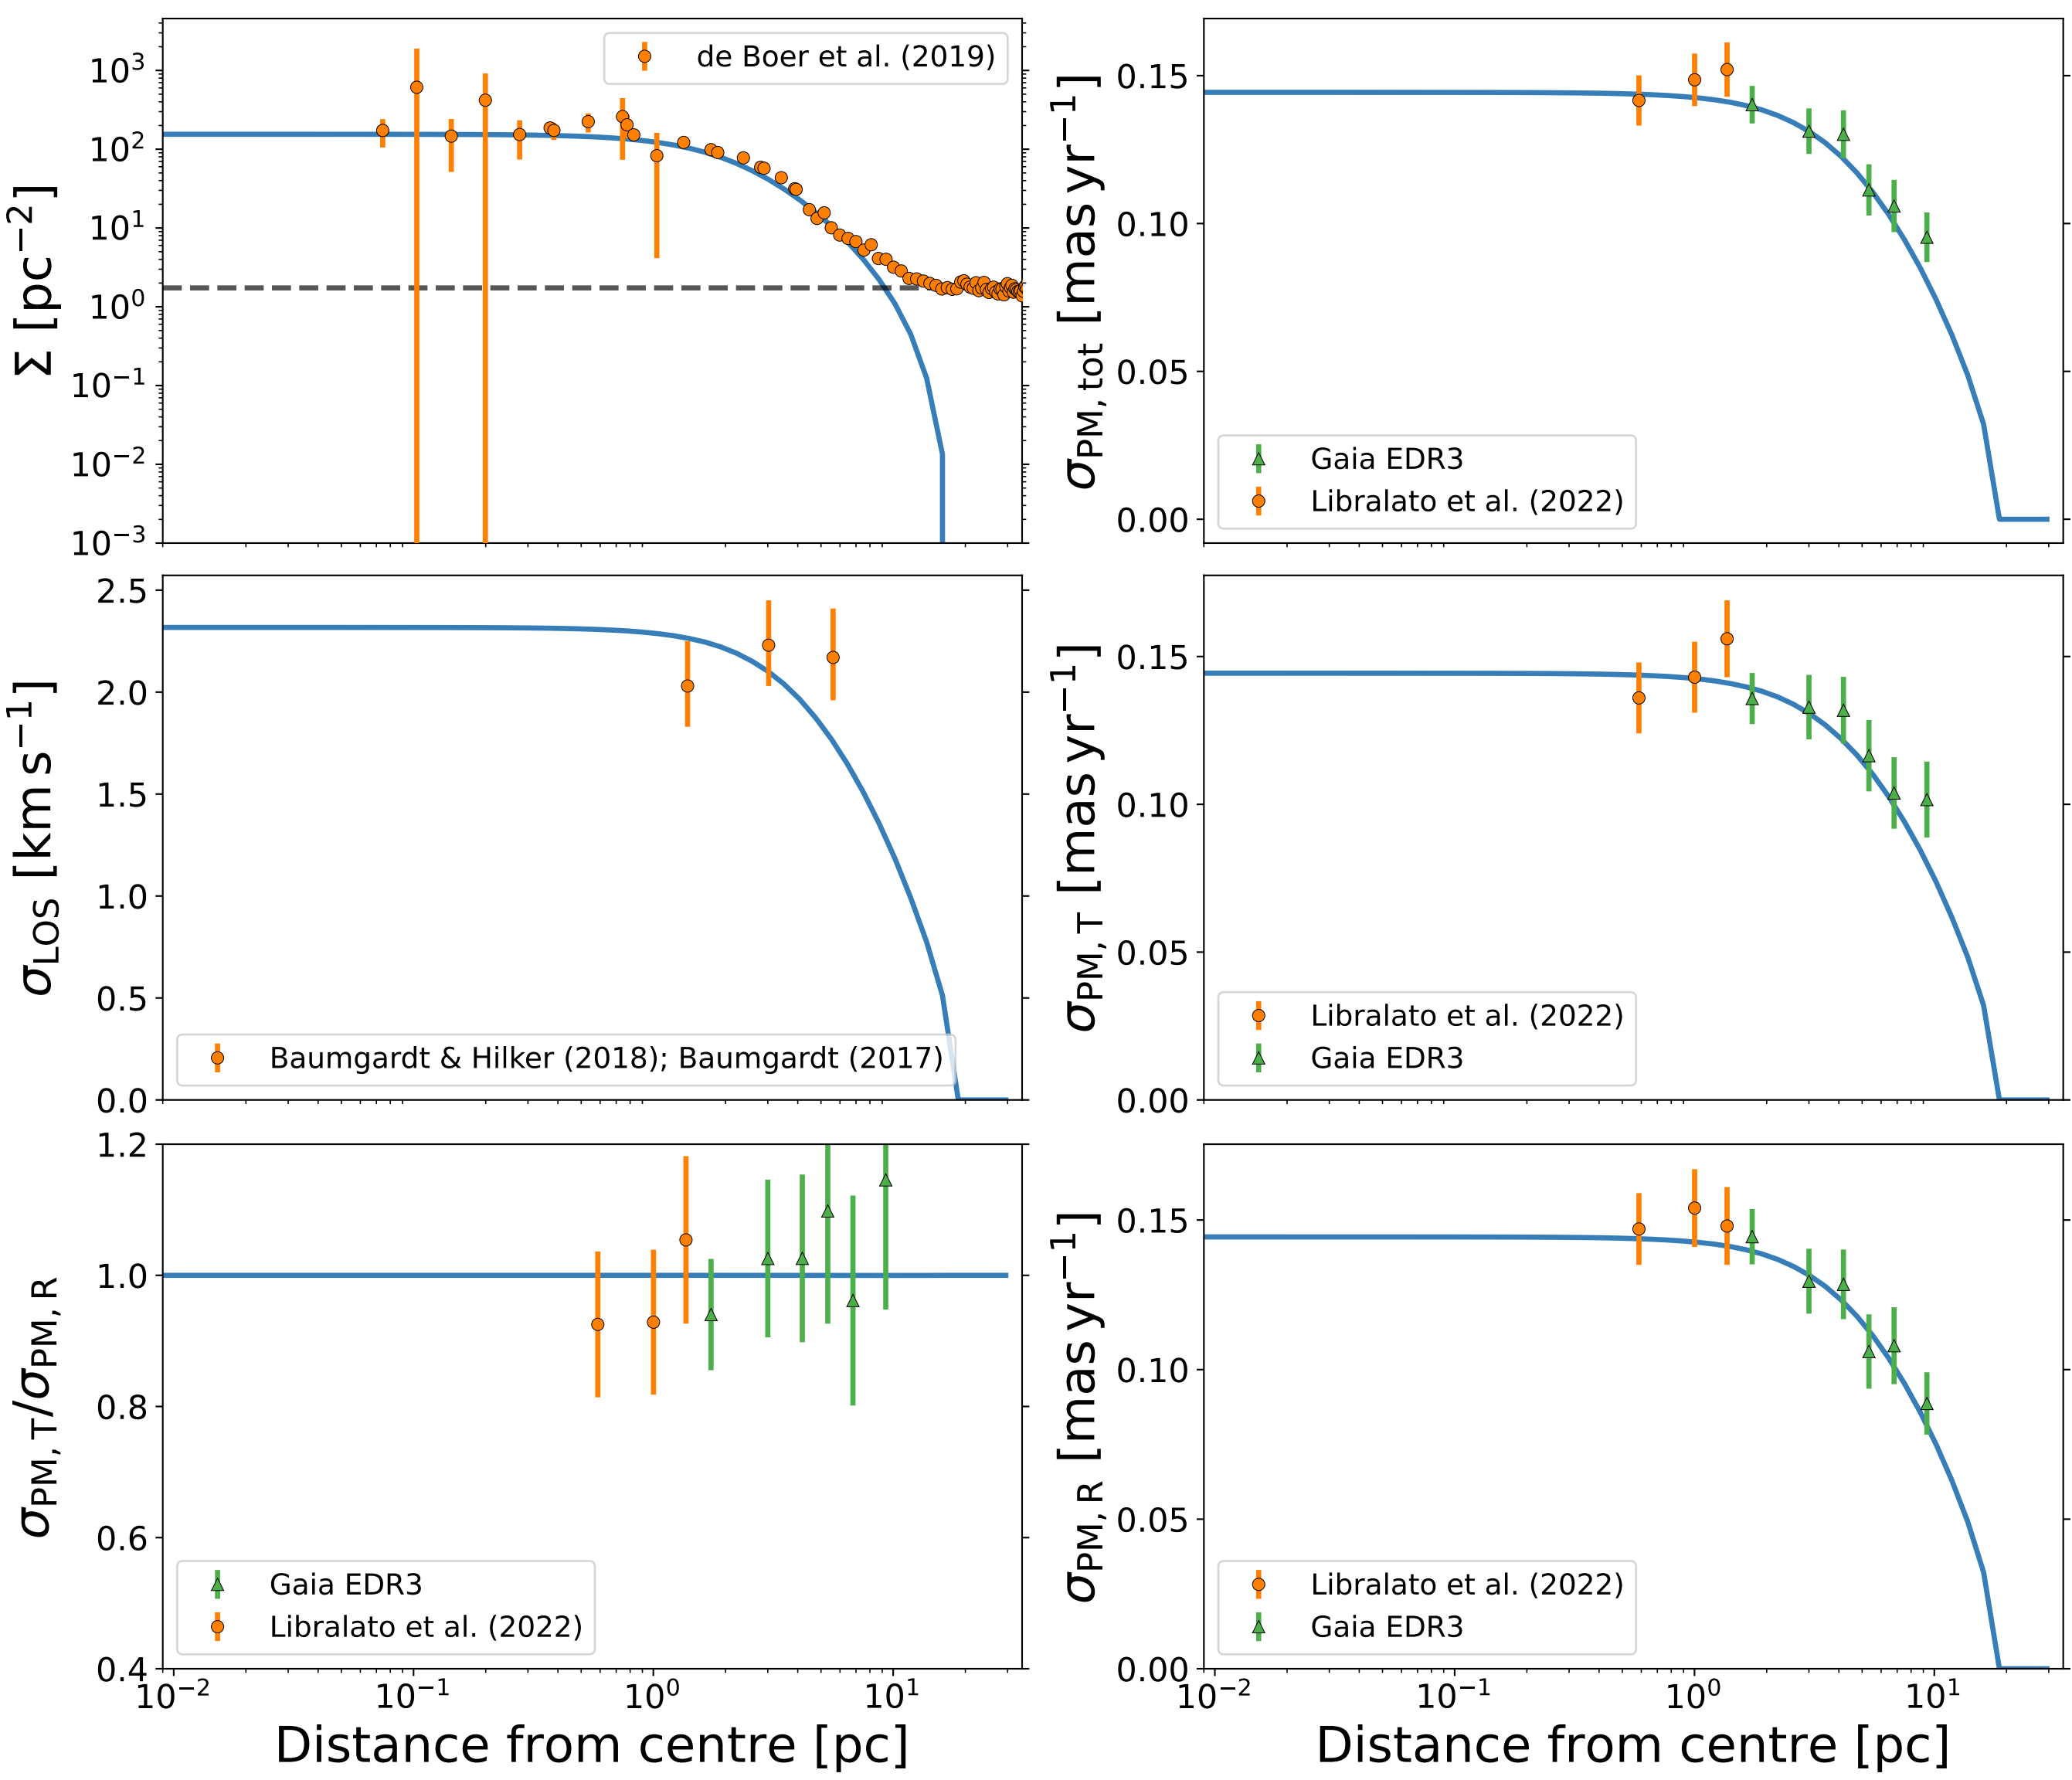 10³
10²
10¹
10⁰
10⁻¹
10⁻²
10⁻³
Σ [pc⁻²]
de Boer et al. (2019)
0.15
0.10
0.05
0.00
σPM, tot [mas yr⁻¹]
Gaia EDR3
Libralato et al. (2022)
2.5
2.0
1.5
1.0
0.5
0.0
σLOS [km s⁻¹]
Baumgardt & Hilker (2018); Baumgardt (2017)
0.15
0.10
0.05
0.00
σPM, T [mas yr⁻¹]
Libralato et al. (2022)
Gaia EDR3
1.2
1.0
0.8
0.6
0.4
σPM, T/σPM, R
Gaia EDR3
Libralato et al. (2022)
10⁻² 10⁻¹ 10⁰ 10¹
Distance from centre [pc]
0.15
0.10
0.05
0.00
σPM, R [mas yr⁻¹]
Libralato et al. (2022)
Gaia EDR3
10⁻² 10⁻¹ 10⁰ 10¹
Distance from centre [pc]